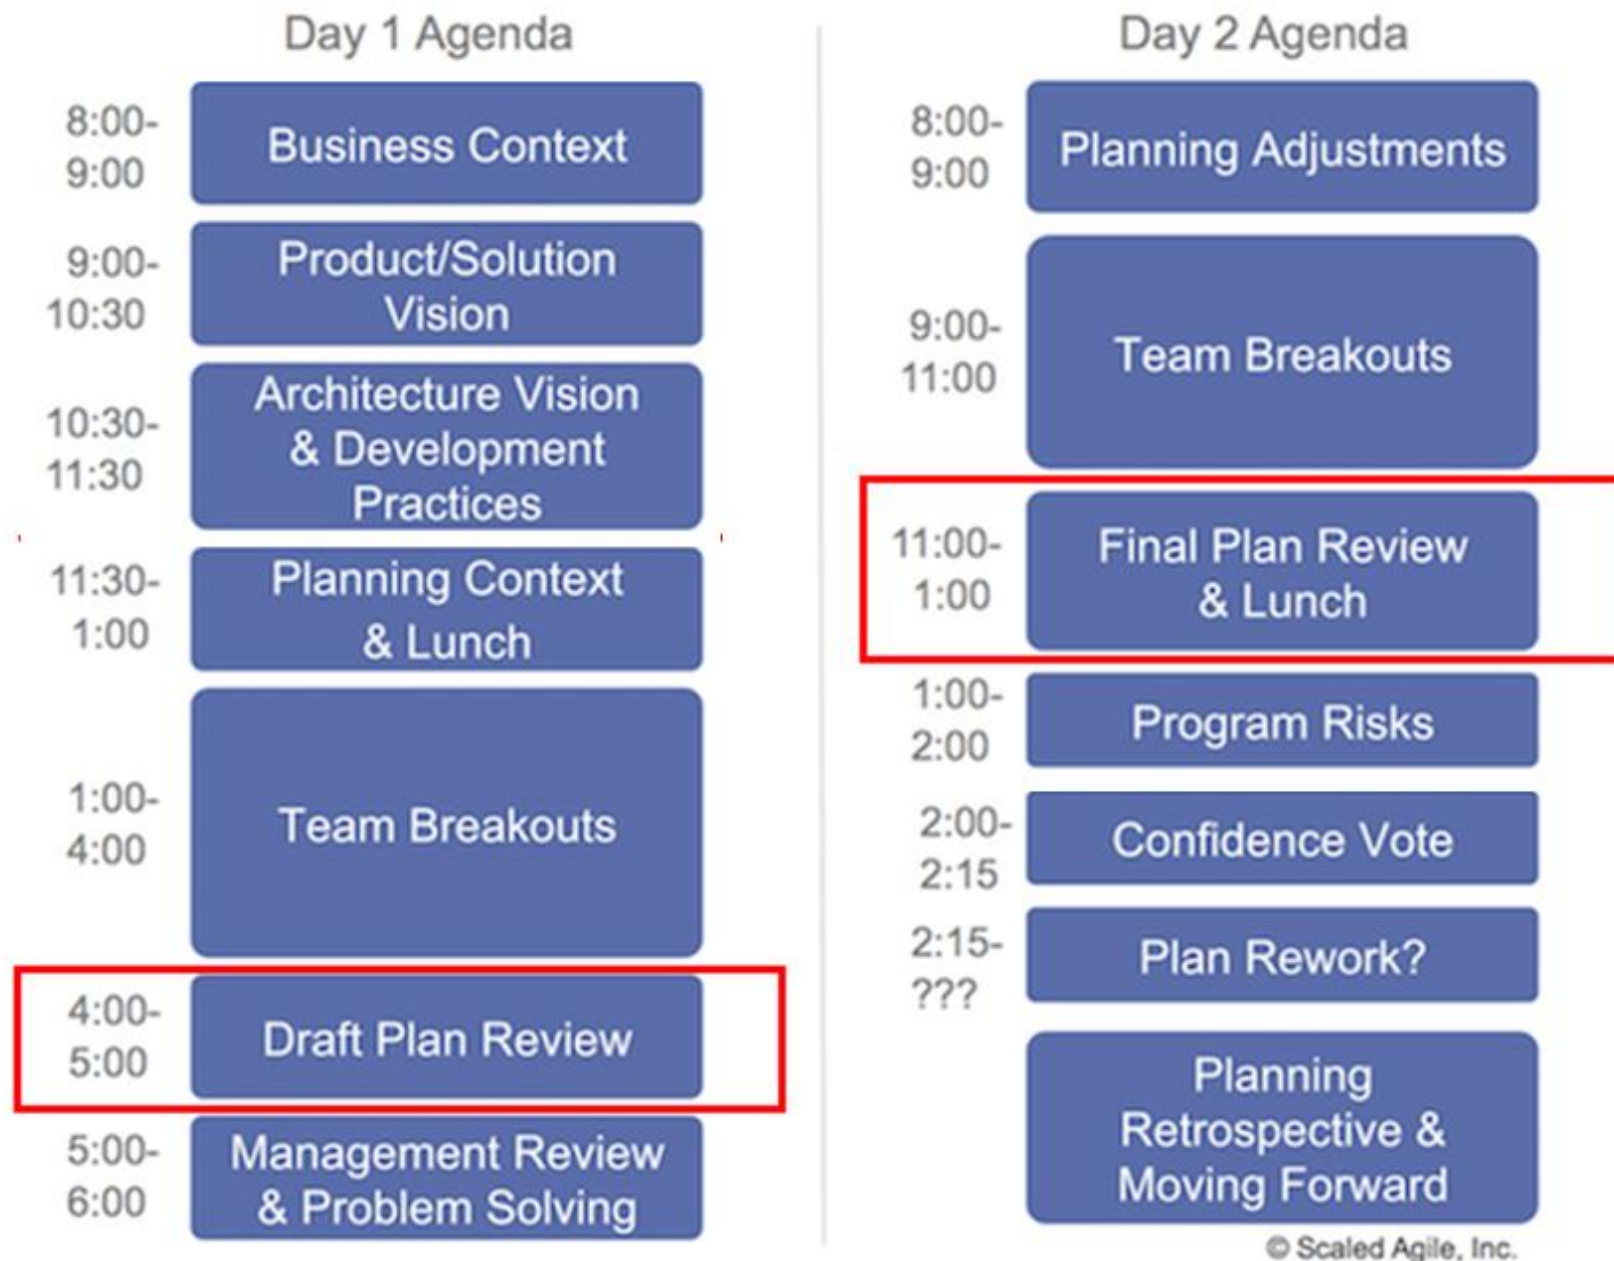 Day 1 Agenda
8:00-
9:00
Business Context
9:00-
10:30
Product/Solution
Vision
10:30-
11:30
Architecture Vision
& Development
Practices
11:30-
1:00
Planning Context
& Lunch
1:00-
4:00
Team Breakouts
4:00-
5:00
Draft Plan Review
5:00-
6:00
Management Review
& Problem Solving
Day 2 Agenda
8:00-
9:00
Planning Adjustments
9:00-
11:00
Team Breakouts
11:00-
1:00
Final Plan Review
& Lunch
1:00-
2:00
Program Risks
2:00-
2:15
Confidence Vote
2:15-
???
Plan Rework?
Planning
Retrospective &
Moving Forward
© Scaled Agile, Inc.